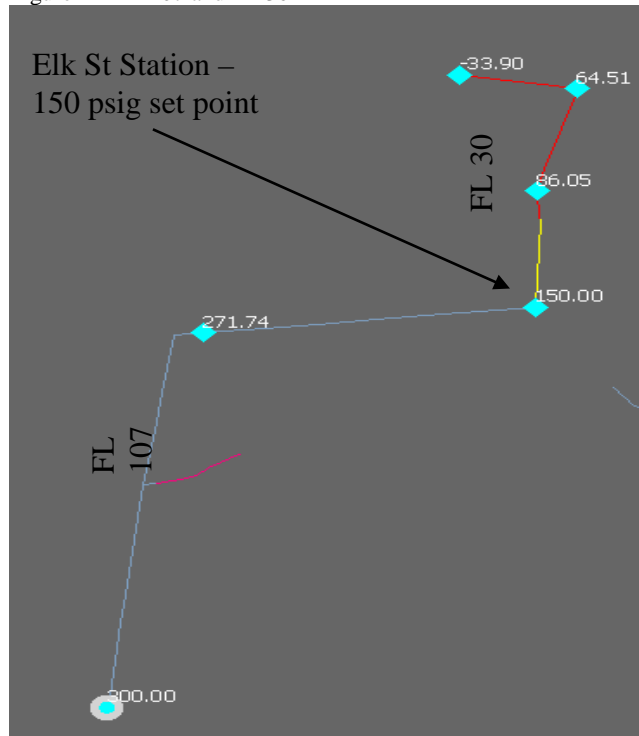 Elk St Station –
150 psig set point
-33.90
64.51
FL 30
86.05
150.00
271.74
FL
107
300.00